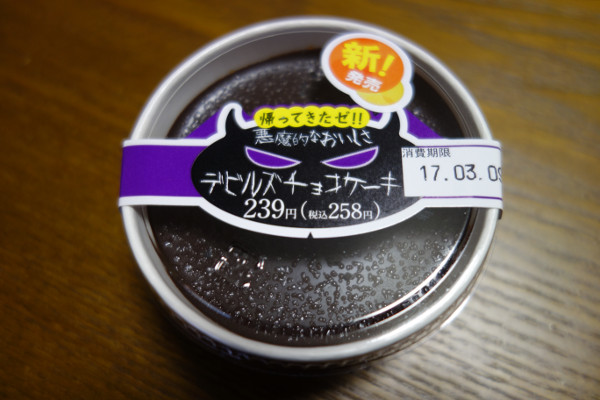 新!
発売
帰ってきたゼ!!
悪魔的なおいしさ
デビルズチョコケーキ
239円(税込258円)
消費期限
17.03.0